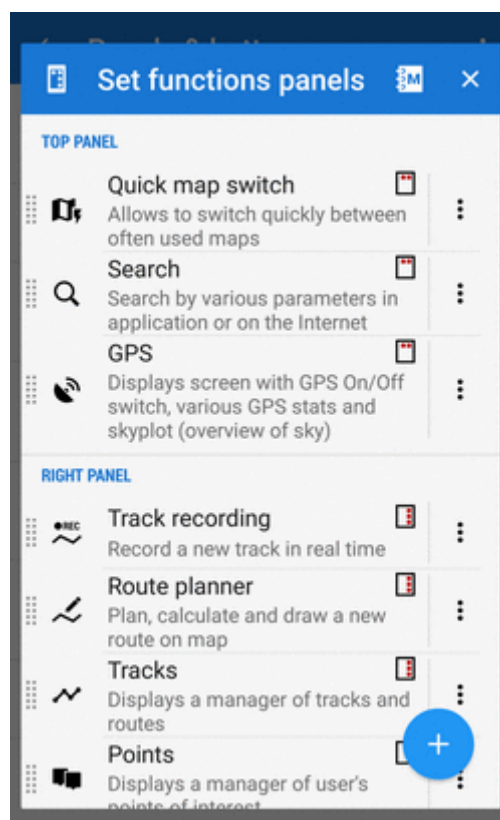 Set functions panels
TOP PANEL
Quick map switch
Allows to switch quickly between
often used maps
Search
Search by various parameters in
application or on the Internet
GPS
Displays screen with GPS On/Off
switch, various GPS stats and
skyplot (overview of sky)
RIGHT PANEL
REC
Track recording
Record a new track in real time
Route planner
Plan, calculate and draw a new
route on map
Tracks
Displays a manager of tracks and
routes
Points
Displays a manager of user's
points of interest